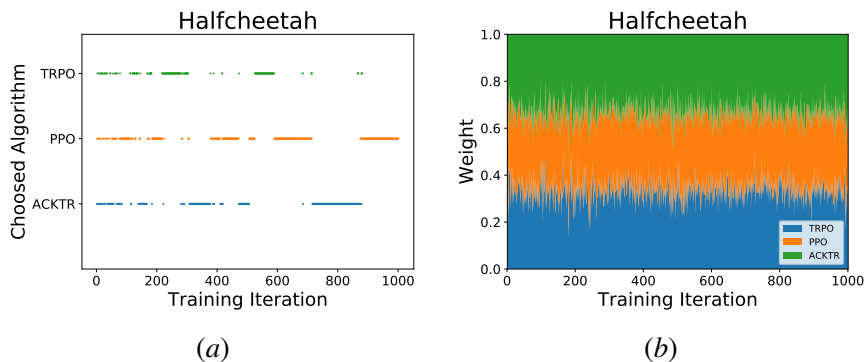 Halfcheetah
Choosed Algorithm
TRPO
PPO
ACKTR
0 200 400 600 800 1000
Training Iteration
(a)
Halfcheetah
Weight
1.0
0.8
0.6
0.4
0.2
0.0
TRPO
PPO
ACKTR
0 200 400 600 800 1000
Training Iteration
(b)